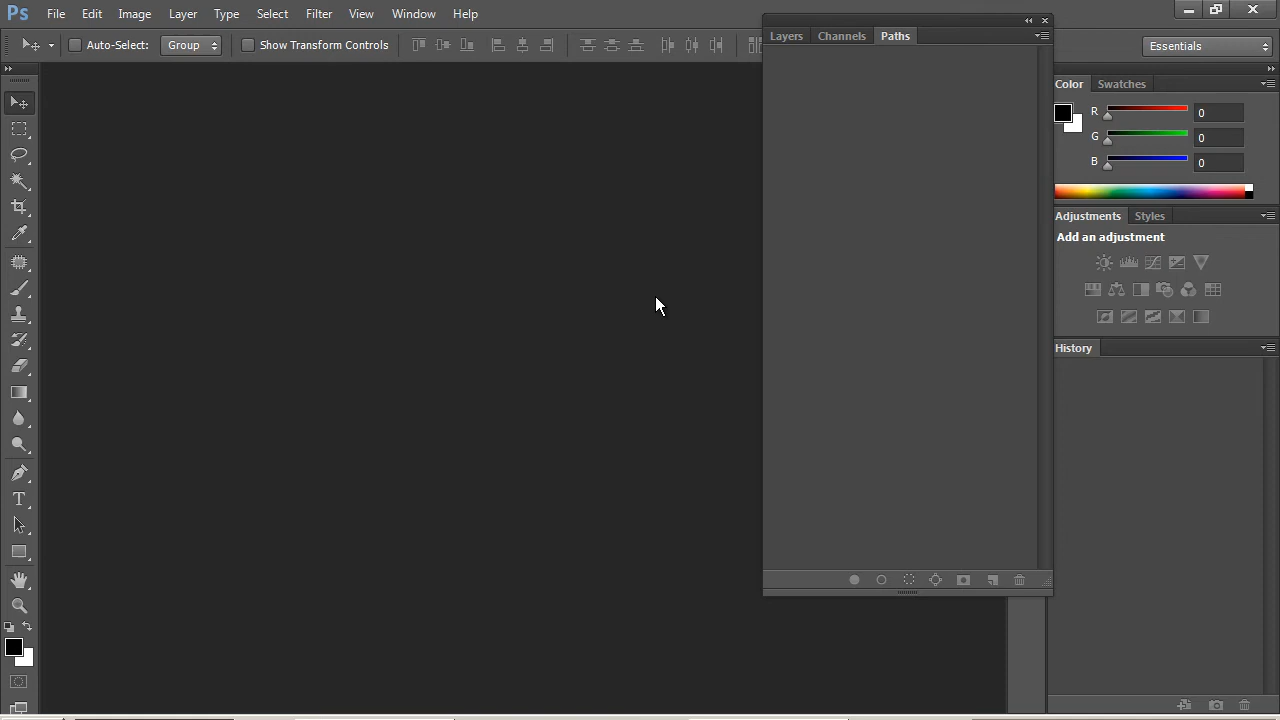 Ps File Edit Image Layer Type Select Filter View Window Help
Auto-Select: Group Show Transform Controls
Essentials
Layers Channels Paths
Color Swatches
R 0
G 0
B 0
Adjustments Styles
Add an adjustment
History
T